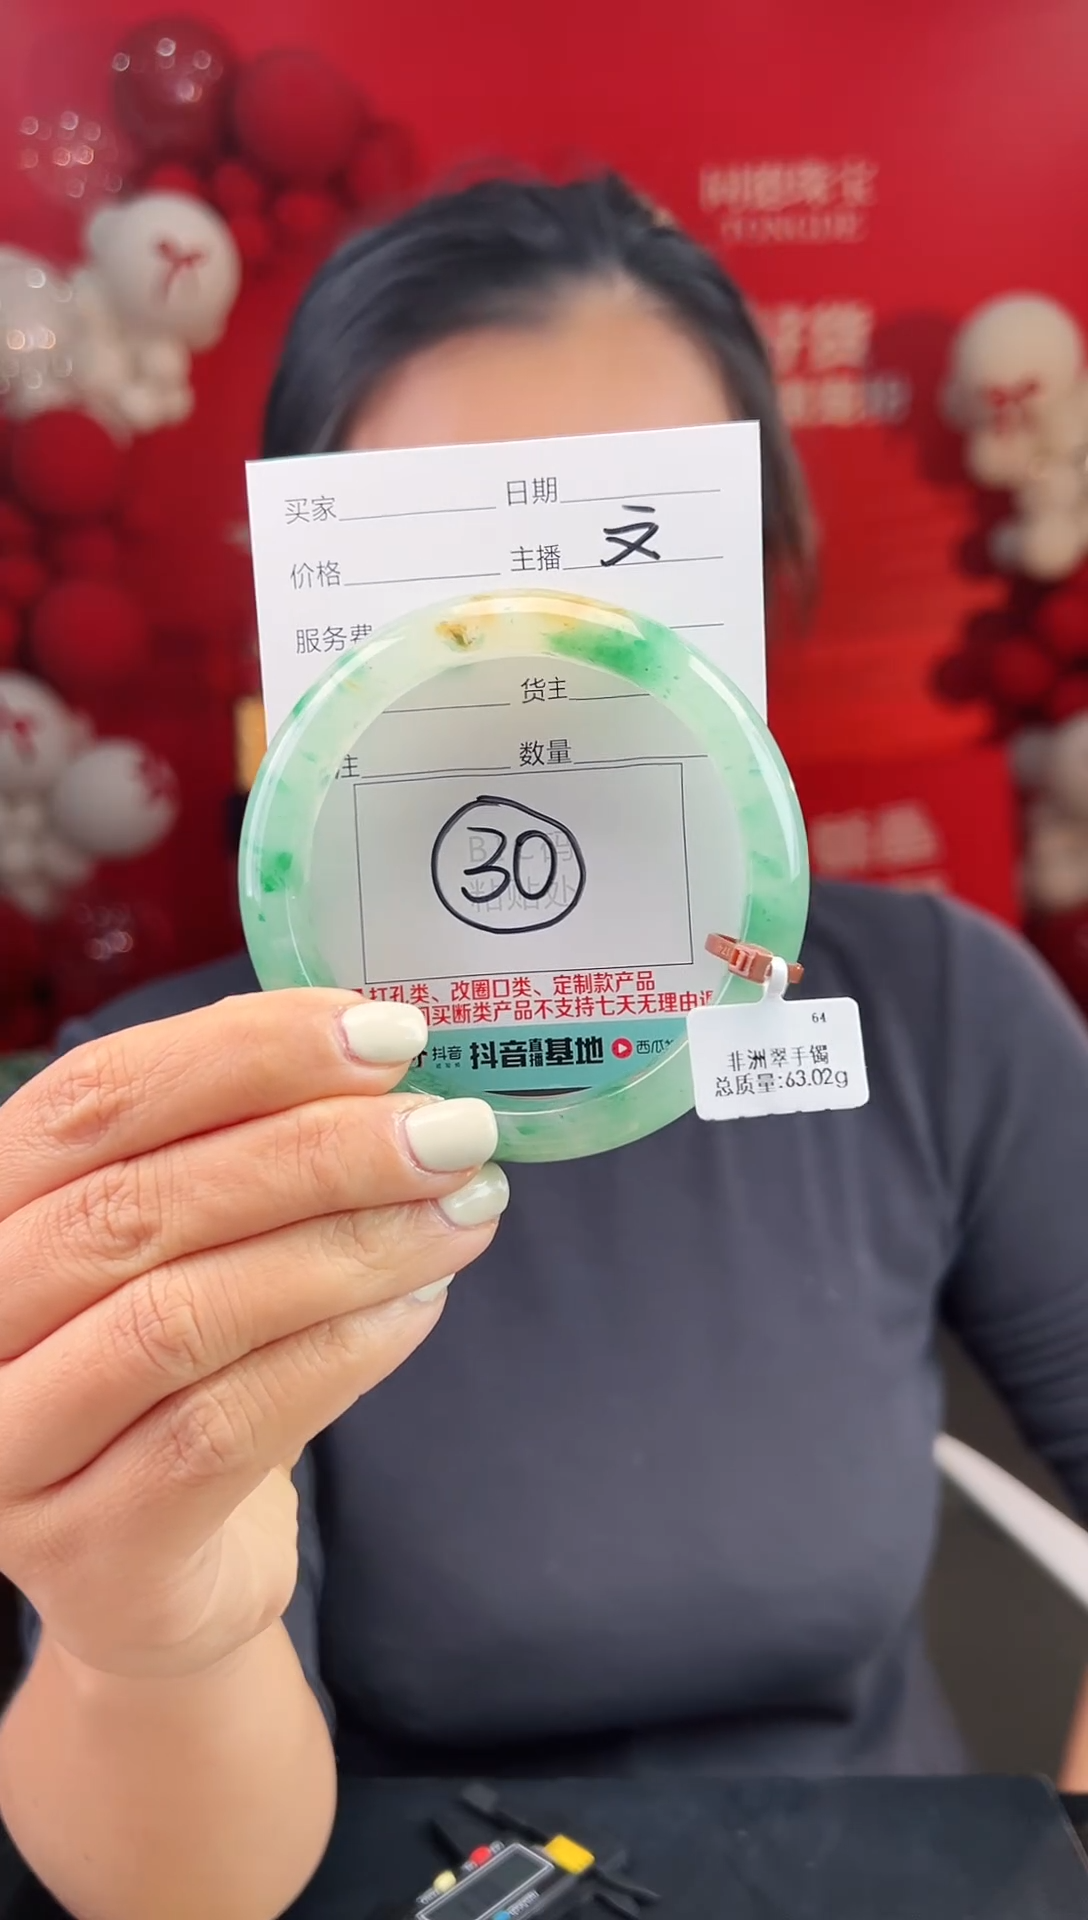 买家 日期
价格 主播 文
服务费
货主
注 数量
30
打孔类、改圈口类、定制款产品
买断类产品不支持七天无理由
抖音 抖音直播基地 西瓜
64
非洲翠手镯
总质量:63.02g